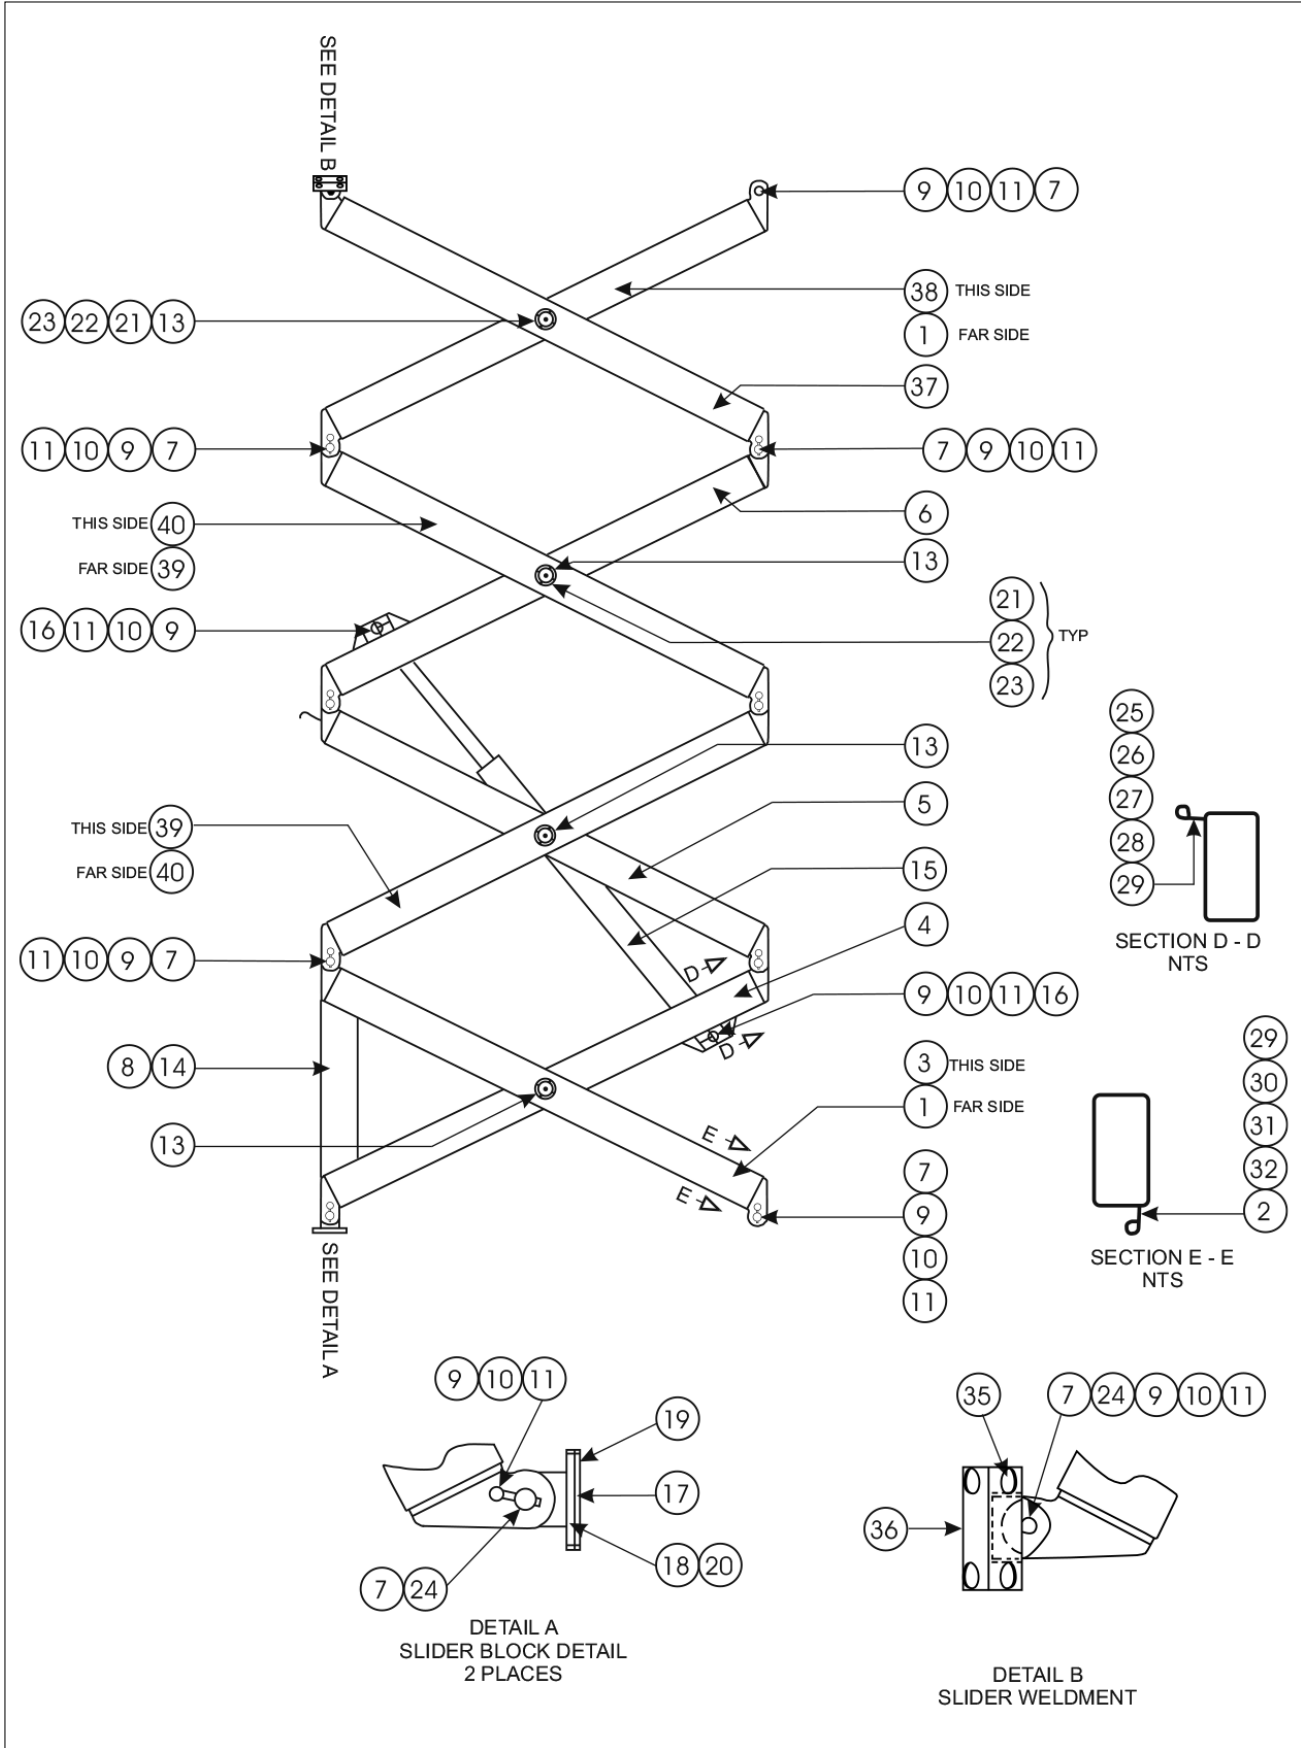 SEE DETAIL B
9 10 11 7
38 THIS SIDE
1 FAR SIDE
23 22 21 13
37
11 10 9 7
7 9 10 11
6
THIS SIDE 40
13
FAR SIDE 39
21
22 TYP
23
16 11 10 9
25
26
27
28
29
SECTION D - D
NTS
13
5
THIS SIDE 39
FAR SIDE 40
15
4
11 10 9 7
D
D
9 10 11 16
3 THIS SIDE
1 FAR SIDE
8 14
13
E
E
7
9
10
11
29
30
31
32
2
SECTION E - E
NTS
SEE DETAIL A
9 10 11
19
17
18 20
7 24
DETAIL A
SLIDER BLOCK DETAIL
2 PLACES
35
7 24 9 10 11
36
DETAIL B
SLIDER WELDMENT